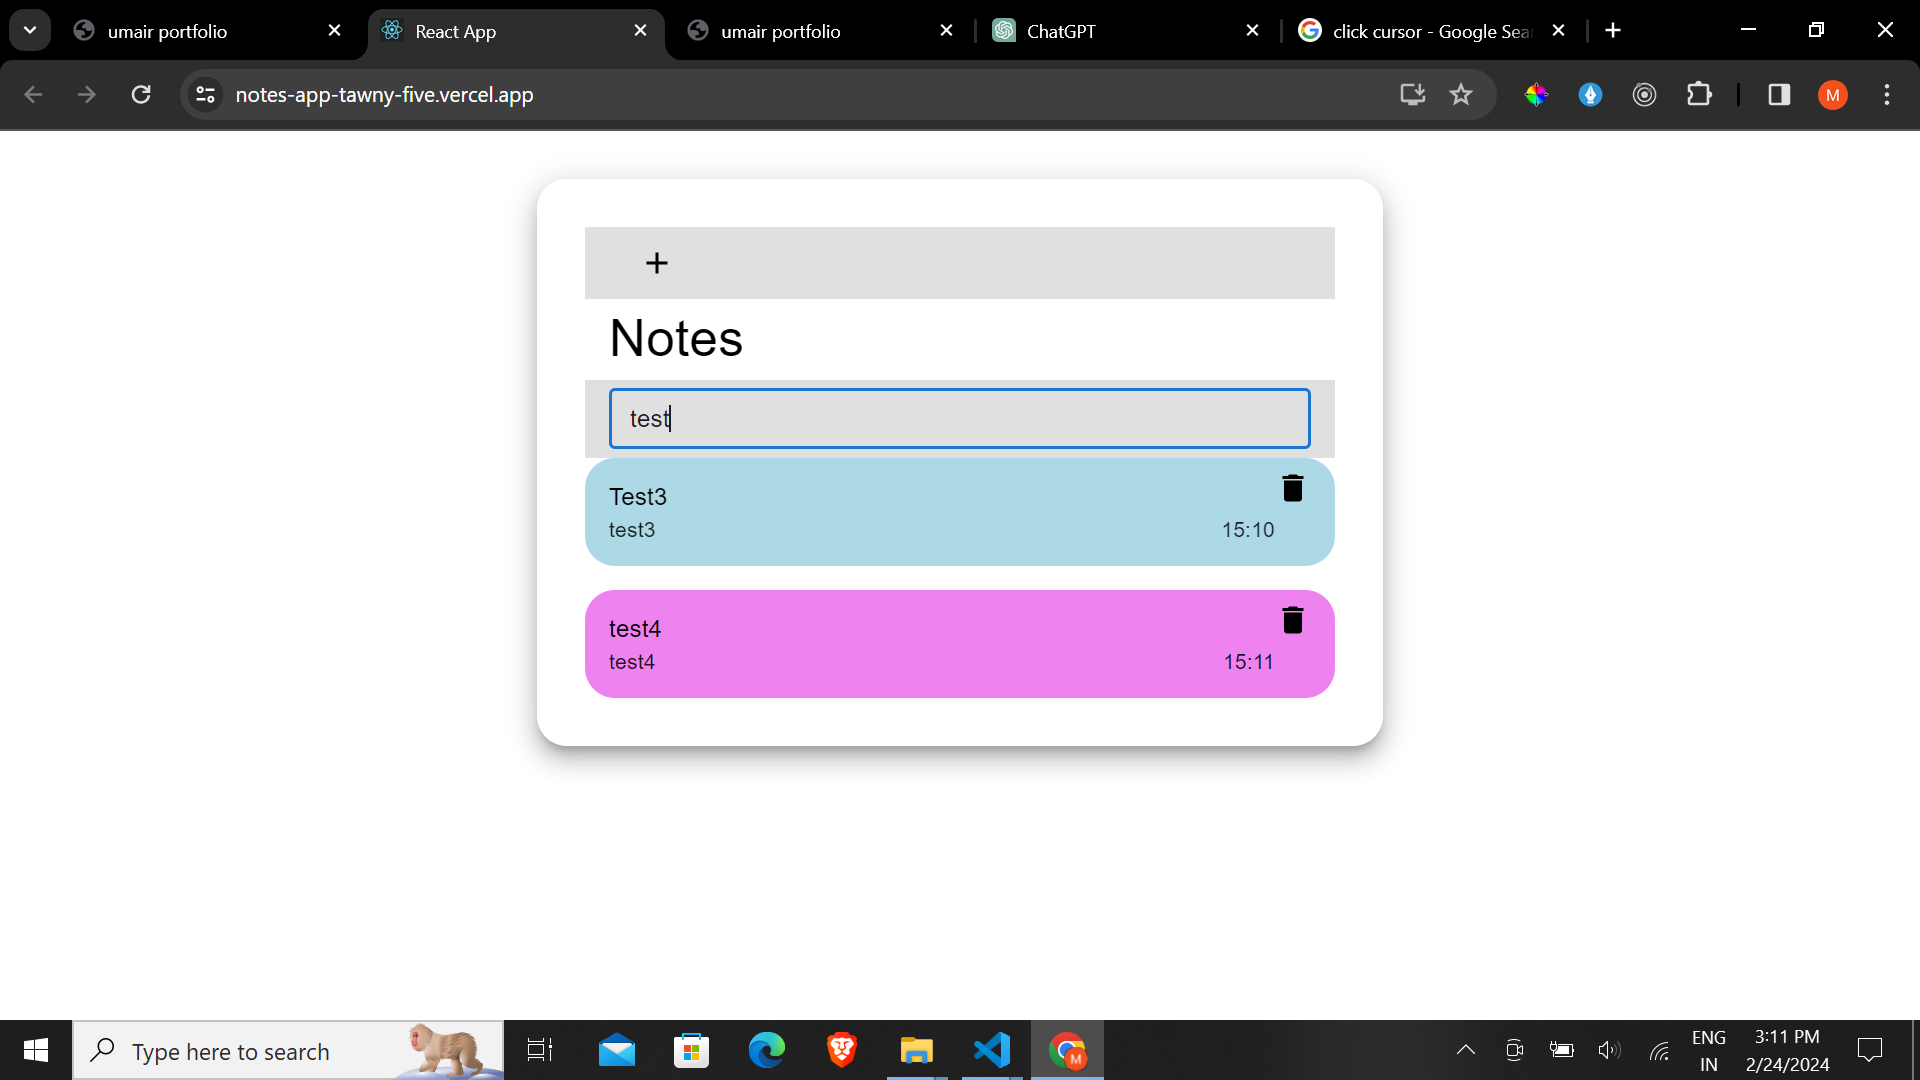 umair portfolio
React App
umair portfolio
ChatGPT
click cursor - Google Sear
notes-app-tawny-five.vercel.app
M
+
Notes
test
Test3
test3
15:10
test4
test4
15:11
Type here to search
M
ENG
IN
3:11 PM
2/24/2024